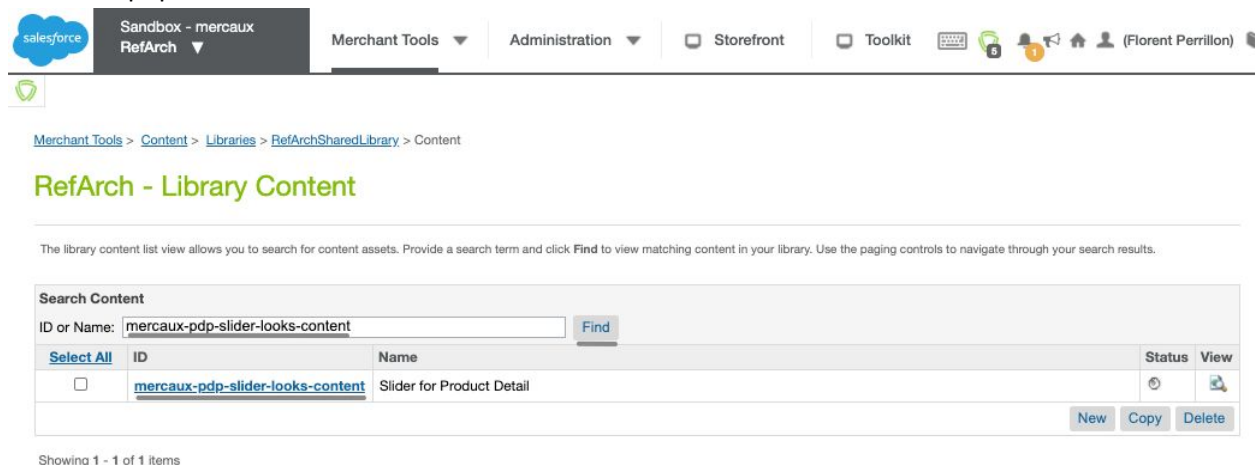 salesforce
Sandbox - mercaux
RefArch ▼
Merchant Tools ▼
Administration ▼
Storefront
Toolkit
5
1
(Florent Perrillon)
Merchant Tools > Content > Libraries > RefArchSharedLibrary > Content
RefArch - Library Content
The library content list view allows you to search for content assets. Provide a search term and click Find to view matching content in your library. Use the paging controls to navigate through your search results.
Search Content
ID or Name: mercaux-pdp-slider-looks-content Find
Select All ID Name Status View
mercaux-pdp-slider-looks-content Slider for Product Detail
New Copy Delete
Showing 1 - 1 of 1 items